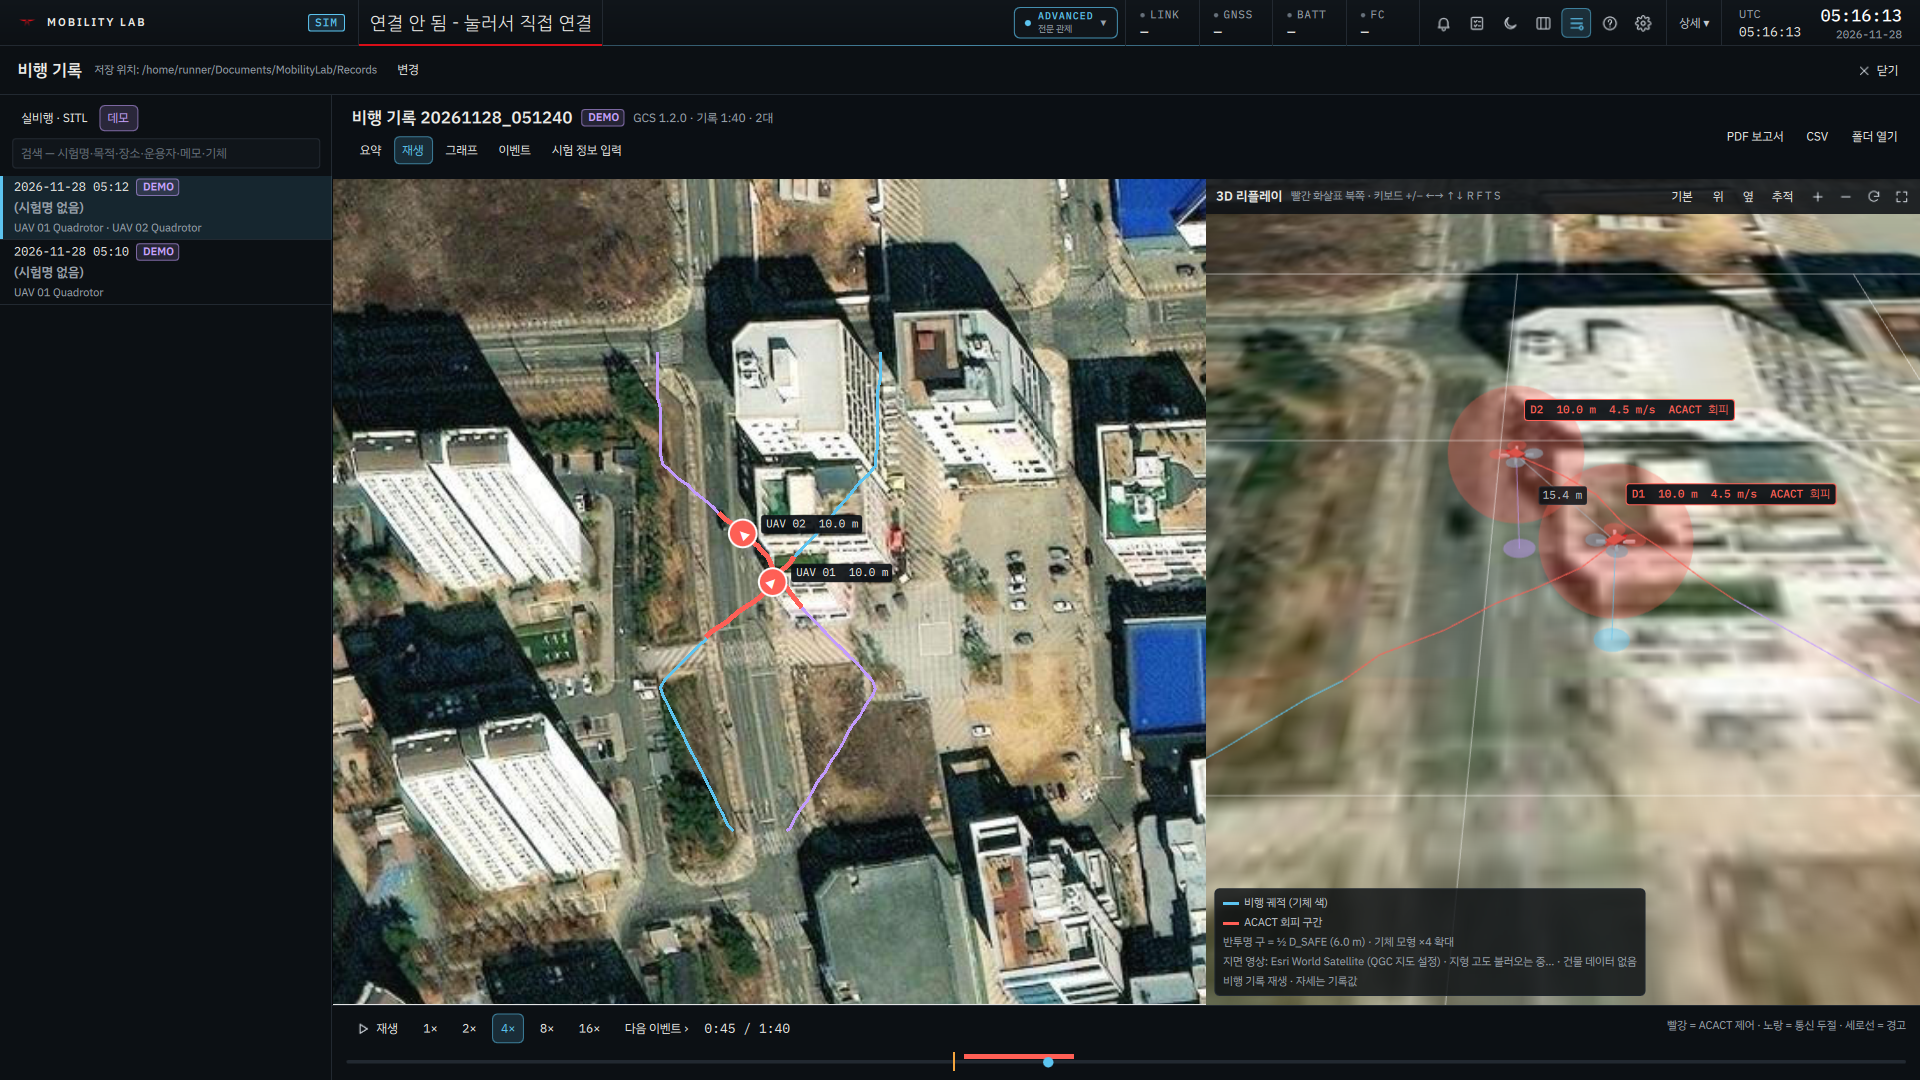 MOBILITY LAB
SIM
연결 안 됨 - 눌러서 직접 연결
ADVANCED
전문 관제
▾
LINK
–
GNSS
–
BATT
–
FC
–
상세 ▾
UTC
05:16:13
05:16:13
2026-11-28
비행 기록
저장 위치: /home/runner/Documents/MobilityLab/Records
변경
× 닫기
실비행 · SITL
데모
검색 — 시험명·목적·장소·운용자·메모·기체
2026-11-28 05:12 DEMO
(시험명 없음)
UAV 01 Quadrotor · UAV 02 Quadrotor
2026-11-28 05:10 DEMO
(시험명 없음)
UAV 01 Quadrotor
비행 기록 20261128_051240 DEMO GCS 1.2.0 · 기록 1:40 · 2대
요약 재생 그래프 이벤트 시험 정보 입력
PDF 보고서 CSV 폴더 열기
UAV 02 10.0 m
UAV 01 10.0 m
3D 리플레이 빨간 화살표 북쪽 · 키보드 +/− ←→ ↑↓ R F T S
기본 위 옆 추적 + −
D2 10.0 m 4.5 m/s ACACT 회피
15.4 m
D1 10.0 m 4.5 m/s ACACT 회피
비행 궤적 (기체 색)
ACACT 회피 구간
반투명 구 = ½ D_SAFE (6.0 m) · 기체 모형 ×4 확대
지면 영상: Esri World Satellite (QGC 지도 설정) · 지형 고도 불러오는 중… · 건물 데이터 없음
비행 기록 재생 · 자세는 기록값
재생 1× 2× 4× 8× 16× 다음 이벤트 › 0:45 / 1:40
빨강 = ACACT 제어 · 노랑 = 통신 두절 · 세로선 = 경고